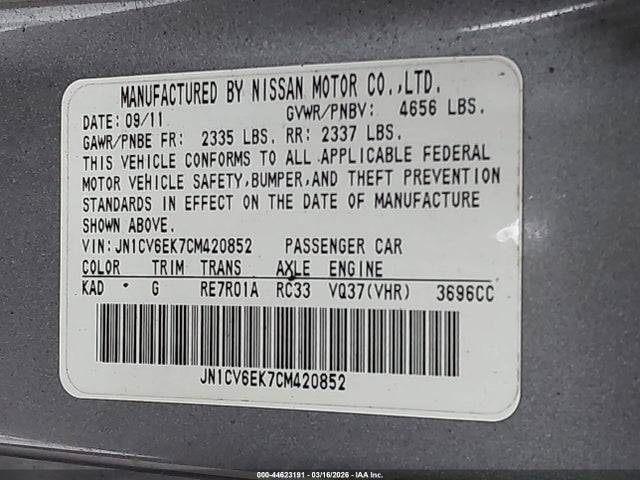 MANUFACTURED BY NISSAN MOTOR CO.,LTD.
DATE: 09/11 GVWR/PNBV: 4656 LBS.
GAWR/PNBE FR: 2335 LBS. RR: 2337 LBS.
THIS VEHICLE CONFORMS TO ALL APPLICABLE FEDERAL
MOTOR VEHICLE SAFETY,BUMPER,AND THEFT PREVENTION
STANDARDS IN EFFECT ON THE DATE OF MANUFACTURE
SHOWN ABOVE.
VIN:JN1CV6EK7CM420852 PASSENGER CAR
COLOR TRIM TRANS AXLE ENGINE
KAD * G RE7R01A RC33 VQ37(VHR) 3696CC
JN1CV6EK7CM420852
000-44623191 - 03/16/2026 - IAA Inc.